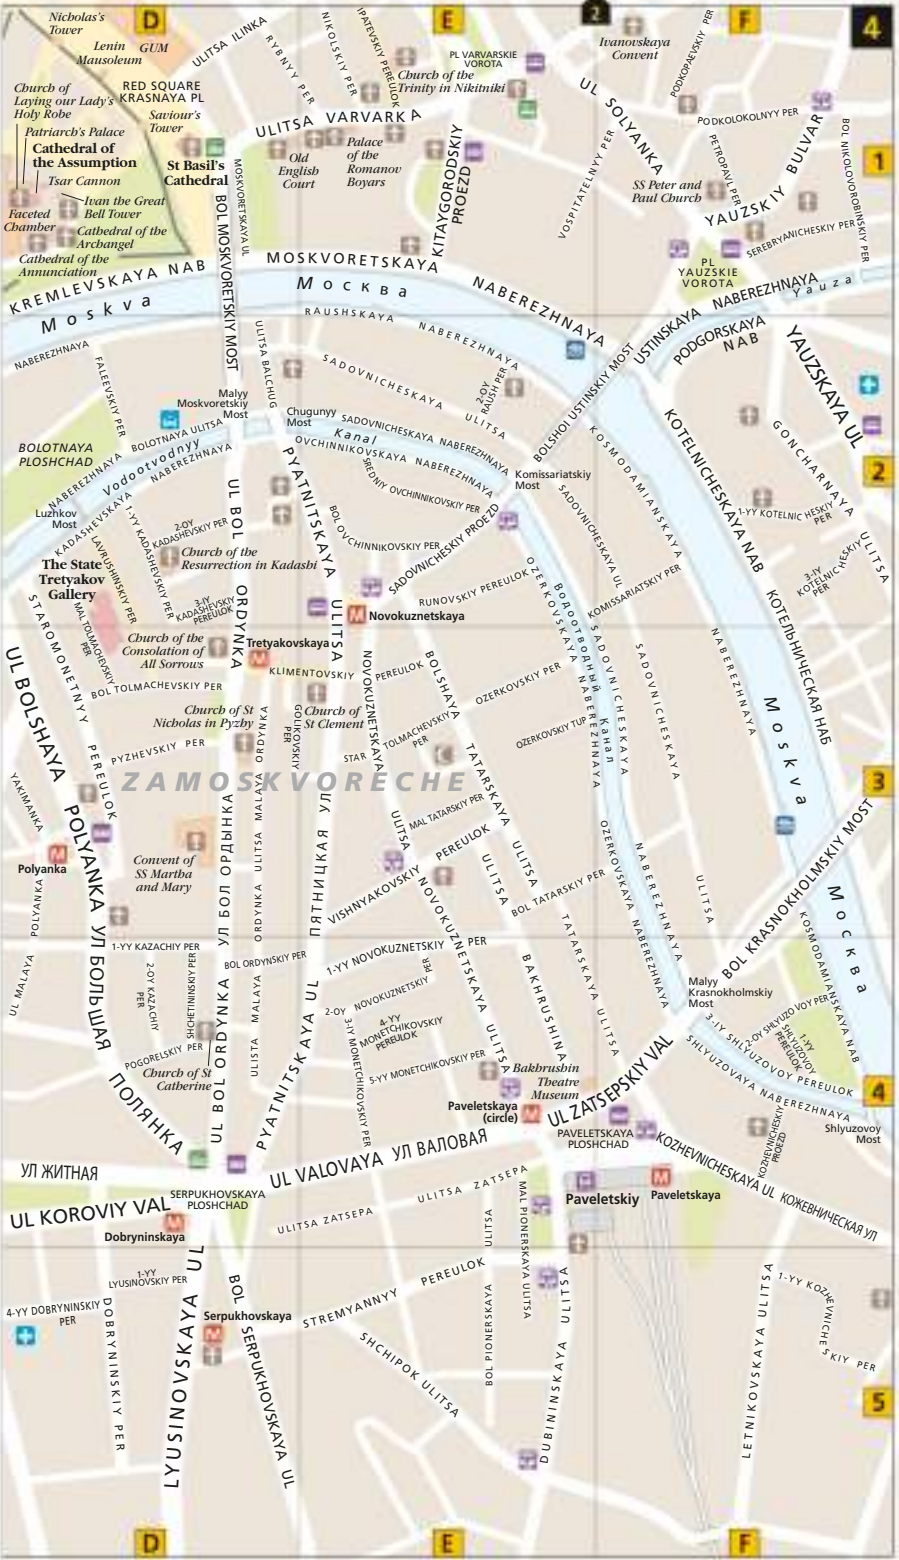 D
E
2
F
4
Nicholas's
Tower
Lenin
Mausoleum
GUM
ULITSA ILINKA
RYBNYY PER
NIKOLSKIY PER
IPATEVSKIY PEREULOK
Church of the
Trinity in Nikitniki
PL VARVARSKIE
VOROTA
Ivanovskaya
Convent
PODKOPAEVSKIY PER
UL SOLYANKA
PODKOLOKOLNYY PER
Church of
Laying our Lady's
Holy Robe
RED SQUARE
KRASNAYA PL
Saviour's
Tower
Patriarch's Palace
Cathedral of
the Assumption
Tsar Cannon
Ivan the Great
Bell Tower
Faceted
Chamber
Cathedral of the
Archangel
Cathedral of the
Annunciation
St Basil's
Cathedral
ULITSA VARVARKA
Old
English
Court
Palace
of the
Romanov
Boyars
MOSKVORETSKAYA UL
BOL MOSKVORETSKIY MOST
KITAYGORODSKIY
PROEZD
VOSPITATELNYY PER
SS Peter and
Paul Church
PETROPAVL PER
YAUZSKIY BULVAR
BOL NIKOLOVOROBINSKIY PER
SEREBRYANICHESKIY PER
1
PL
YAUZSKIE
VOROTA
KREMLEVSKAYA NAB
MOSKVORETSKAYA
NABEREZHNAYA
Moskva
Москва
USTINSKAYA NABEREZHNAYA
Yauza
PODGORSKAYA
NAB
YAUZSKAYA UL
RAUSHSKAYA NABEREZHNAYA
NABEREZHNAYA
FALEEVSKIY PER
ULITSA BALCHUG
SADOVNICHESKAYA ULITSA
2-OY
RAUSH PER
BOLSHOI USTINSKIY MOST
Malyy
Moskvoretskiy
Most
Chugunyy
Most
BOLOTNAYA
PLOSHCHAD
BOLOTNAYA ULITSA
NABEREZHNAYA
Vodootvodnyy
Kanal
NABEREZHNAYA
SADOVNICHESKAYA NABEREZHNAYA
OVCHINNIKOVSKAYA NABEREZHNAYA
Komissariatskiy
Most
KOSMODAMIANSKAYA
KOTELNICHESKAYA NAB
GONCHARNAYA
ULITSA
2
1-YY KOTELNICHESKIY
PER
3-IY
KOTELNICHESKIY
PER
Luzhkov
Most
KADASHEVSKAYA
1-YY KADASHEVSKIY PER
2-OY
KADASHEVSKIY PER
3-IY
KADASHEVSKIY
PEREULOK
LAVRUSHINSKIY PER
UL BOL ORDYNKA
PYATNITSKAYA
ULITSA
SREDNIY OVCHINNIKOVSKIY PER
BOL OVCHINNIKOVSKIY PER
SADOVNICHESKIY PROEZD
SADOVNICHESKAYA UL
Church of the
Resurrection in Kadashi
The State
Tretyakov
Gallery
MAL TOLMACHEVSKIY
PER
STAROMONETNYY
PEREULOK
RUNOVSKIY PEREULOK
Novokuznetskaya
KOMISSARIATSKIY PER
OZERKOVSKAYA NABEREZHNAYA
Водоотводный Канал
SADOVNICHESKAYA
SADOVNICHESKAYA
ULITSA
NABEREZHNAYA
КОТЕЛЬНИЧЕСКАЯ НАБ
Moskva
Москва
Church of the
Consolation of
All Sorrows
Tretyakovskaya
KLIMENTOVSKIY PEREULOK
BOL TOLMACHEVSKIY PER
Church of St
Nicholas in Pyzhy
Church of
St Clement
GOLIKOVSKIY
PER
NOVOKUZNETSKAYA
ULITSA
BOLSHAYA
TATARSKAYA
ULITSA
OZERKOVSKIY PER
OZERKOVSKIY TUP
STAR TOLMACHEVSKIY
PER
UL BOLSHAYA
POLYANKA
УЛ БОЛЬШАЯ
ПОЛЯНКА
PYZHEVSKIY PER
ZAMOSKVORECHE
3
YAKIMANKA
POLYANKA
UL MALAYA
Polyanka
Convent of
SS Martha
and Mary
УЛ БОЛ ОРДЫНКА
ULITSA MALAYA ORDYNKA
ORDYNKA
ULISTA MALAYA
ПЯТНИЦКАЯ УЛ
MAL TATARSKIY PER
VISHNYAKOVSKIY PEREULOK
NOVOKUZNETSKAYA ULITSA
ULITSA
BAKHRUSHINA
BOL TATARSKIY PER
TATARSKAYA ULITSA
OZERKOVSKAYA NABEREZHNAYA
NABEREZHNAYA
BOL KRASNOKHOLMSKIY MOST
Malyy
Krasnokholmskiy
Most
KOSMODAMIANSKAYA NAB
1-YY KAZACHIY PER
2-OY KAZACHIY
PER
SHCHETININSKIY PER
BOL ORDYNSKIY PER
POGORELSKIY PER
Church of St
Catherine
UL BOL ORDYNKA
PYATNITSKAYA UL
1-YY NOVOKUZNETSKIY PER
2-OY NOVOKUZNETSKIY
PER
3-IY MONETCHIKOVSKIY PER
4-YY
MONETCHIKOVSKIY
PEREULOK
5-YY MONETCHIKOVSKIY PER
Bakhrushin
Theatre
Museum
Paveletskaya
(circle)
UL ZATSEPSKIY VAL
3-IY SHLYUZOVOY PEREULOK
2-OY SHLYUZOVOY PER
1-YY
SHLYUZOVOY
PEREULOK
SHLYUZOVAYA NABEREZHNAYA
Shlyuzovoy
Most
4
PAVELETSKAYA
PLOSHCHAD
KOZHEVNICHESKIY
PROEZD
KOZHEVNICHESKAYA UL
КОЖЕВНИЧЕСКАЯ УЛ
УЛ ЖИТНАЯ
UL KOROVIY VAL
UL VALOVAYA
УЛ ВАЛОВАЯ
SERPUKHOVSKAYA
PLOSHCHAD
Dobryninskaya
ULITSA ZATSEPA
ULITSA ZATSEPA
Paveletskiy
Paveletskaya
MAL PIONERSKAYA ULITSA
ULITSA
BOL PIONERSKAYA
1-YY
LYUSINOVSKIY PER
4-YY DOBRYNINSKIY
PER
DOBRYNINSKIY PER
LYUSINOVSKAYA UL
BOL SERPUKHOVSKAYA UL
Serpukhovskaya
STREMYANNYY PEREULOK
SHCHIPOK ULITSA
DUBININSKAYA ULITSA
LETNIKOVSKAYA ULITSA
1-YY KOZHEVNICHESKIY PER
5
D
E
F